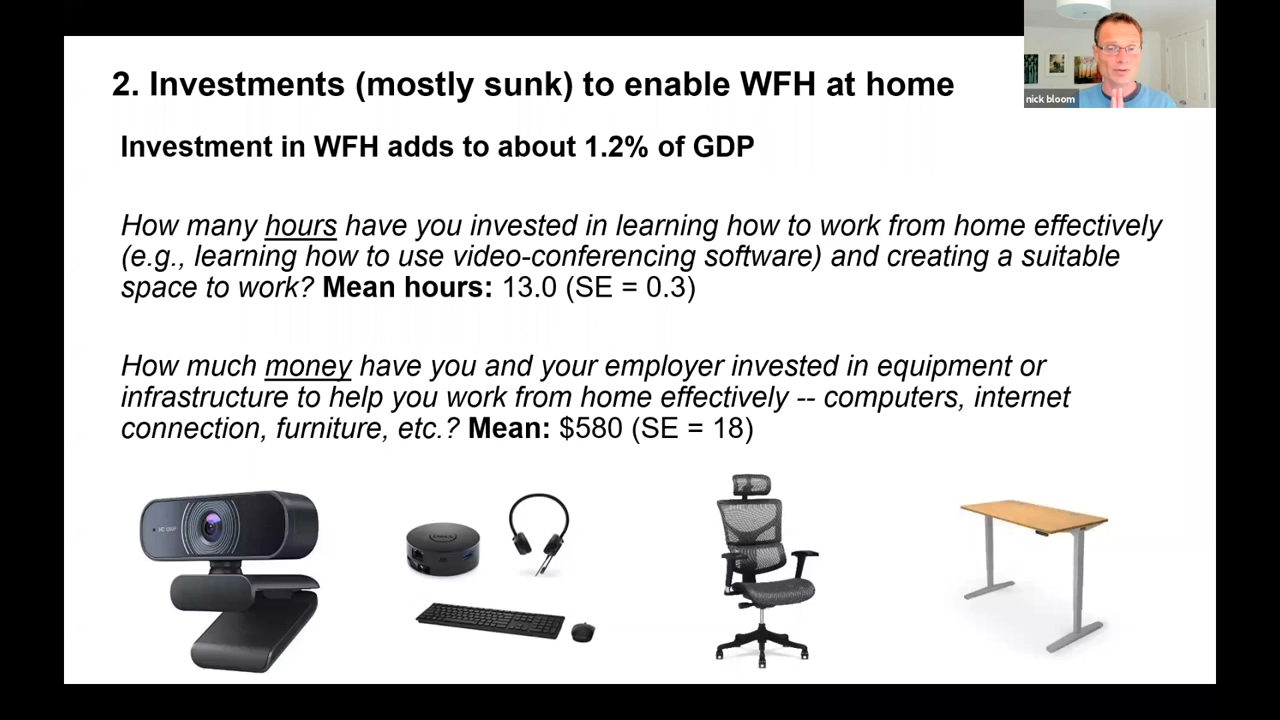 2. Investments (mostly sunk) to enable WFH at home
nick bloom
Investment in WFH adds to about 1.2% of GDP
How many hours have you invested in learning how to work from home effectively
(e.g., learning how to use video-conferencing software) and creating a suitable
space to work? Mean hours: 13.0 (SE = 0.3)
How much money have you and your employer invested in equipment or
infrastructure to help you work from home effectively -- computers, internet
connection, furniture, etc.? Mean: $580 (SE = 18)
DELL